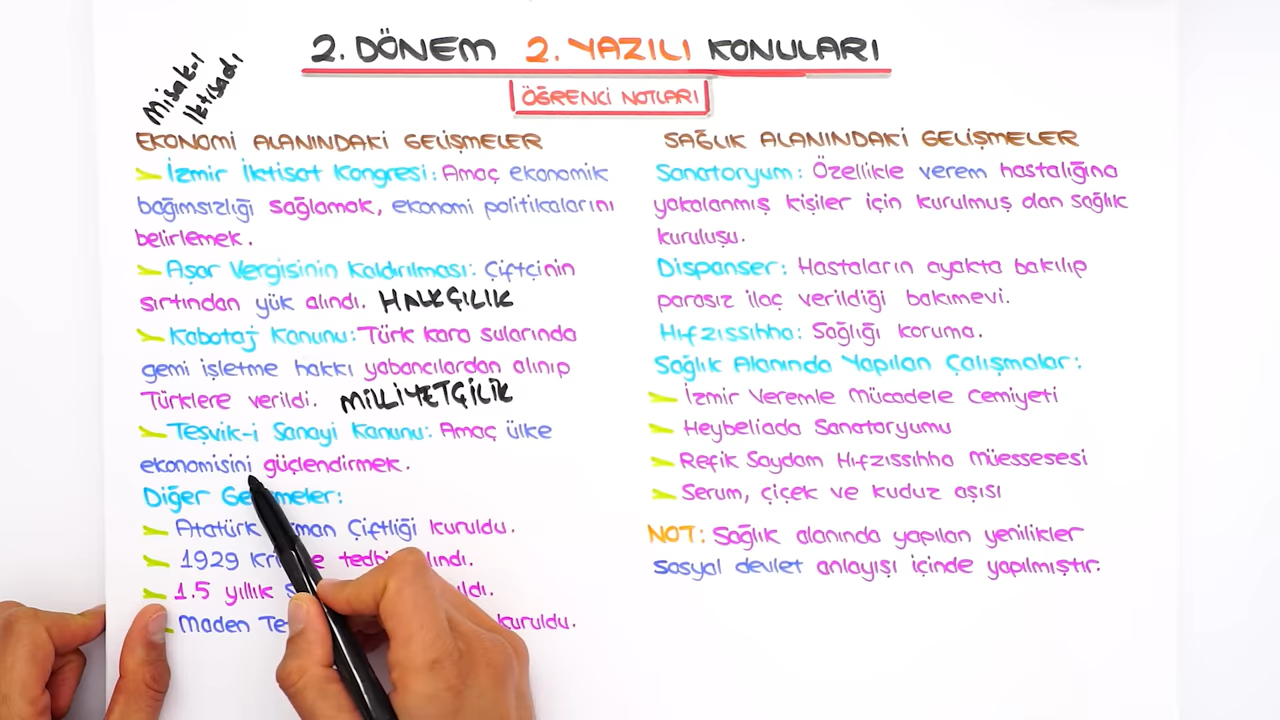 2. DÖNEM 2. YAZILI KONULARI
ÖĞRENCİ NOTLARI
Misak-ı
İktisadı
EKONOMİ ALANINDAKİ GELİŞMELER
İzmir İktisat Kongresi: Amaç ekonomik
bağımsızlığı sağlamak, ekonomi politikalarını
belirlemek.
Aşar Vergisinin Kaldırılması: Çiftçinin
sırtından yük alındı. HALKÇILIK
Kabotaj Kanunu: Türk kara sularında
gemi işletme hakkı yabancılardan alınıp
Türklere verildi. MİLLİYETÇİLİK
Teşvik-i Sanayi Kanunu: Amaç ülke
ekonomisini güçlendirmek.
Diğer
Atatürk Çiftliği kuruldu.
1929
1.5 yıllık
Maden kuruldu.
SAĞLIK ALANINDAKİ GELİŞMELER
Sanatoryum: Özellikle verem hastalığına
yakalanmış kişiler için kurulmuş olan sağlık
kuruluşu.
Dispanser: Hastaların ayakta bakılıp
parasız ilaç verildiği bakımevi.
Hıfzıssıhha: Sağlığı koruma.
Sağlık Alanında Yapılan Çalışmalar:
İzmir Veremle Mücadele Cemiyeti
Heybeliada Sanatoryumu
Refik Saydam Hıfzıssıhha Müessesesi
Serum, çiçek ve kuduz aşısı
NOT: Sağlık alanında yapılan yenilikler
sosyal devlet anlayışı içinde yapılmıştır.